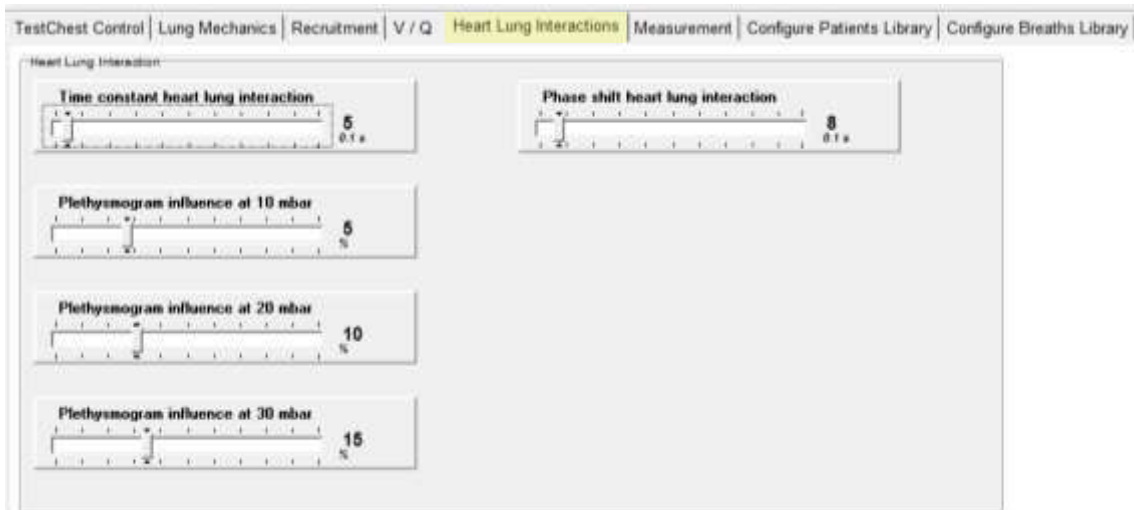 TestChest Control Lung Mechanics Recruitment V / Q Heart Lung Interactions Measurement Configure Patients Library Configure Breaths Library
Heart Lung Interaction
Time constant heart lung interaction
5
0.1 s
Phase shift heart lung interaction
8
0.1 s
Plethysmogram influence at 10 mbar
5
%
Plethysmogram influence at 20 mbar
10
%
Plethysmogram influence at 30 mbar
15
%